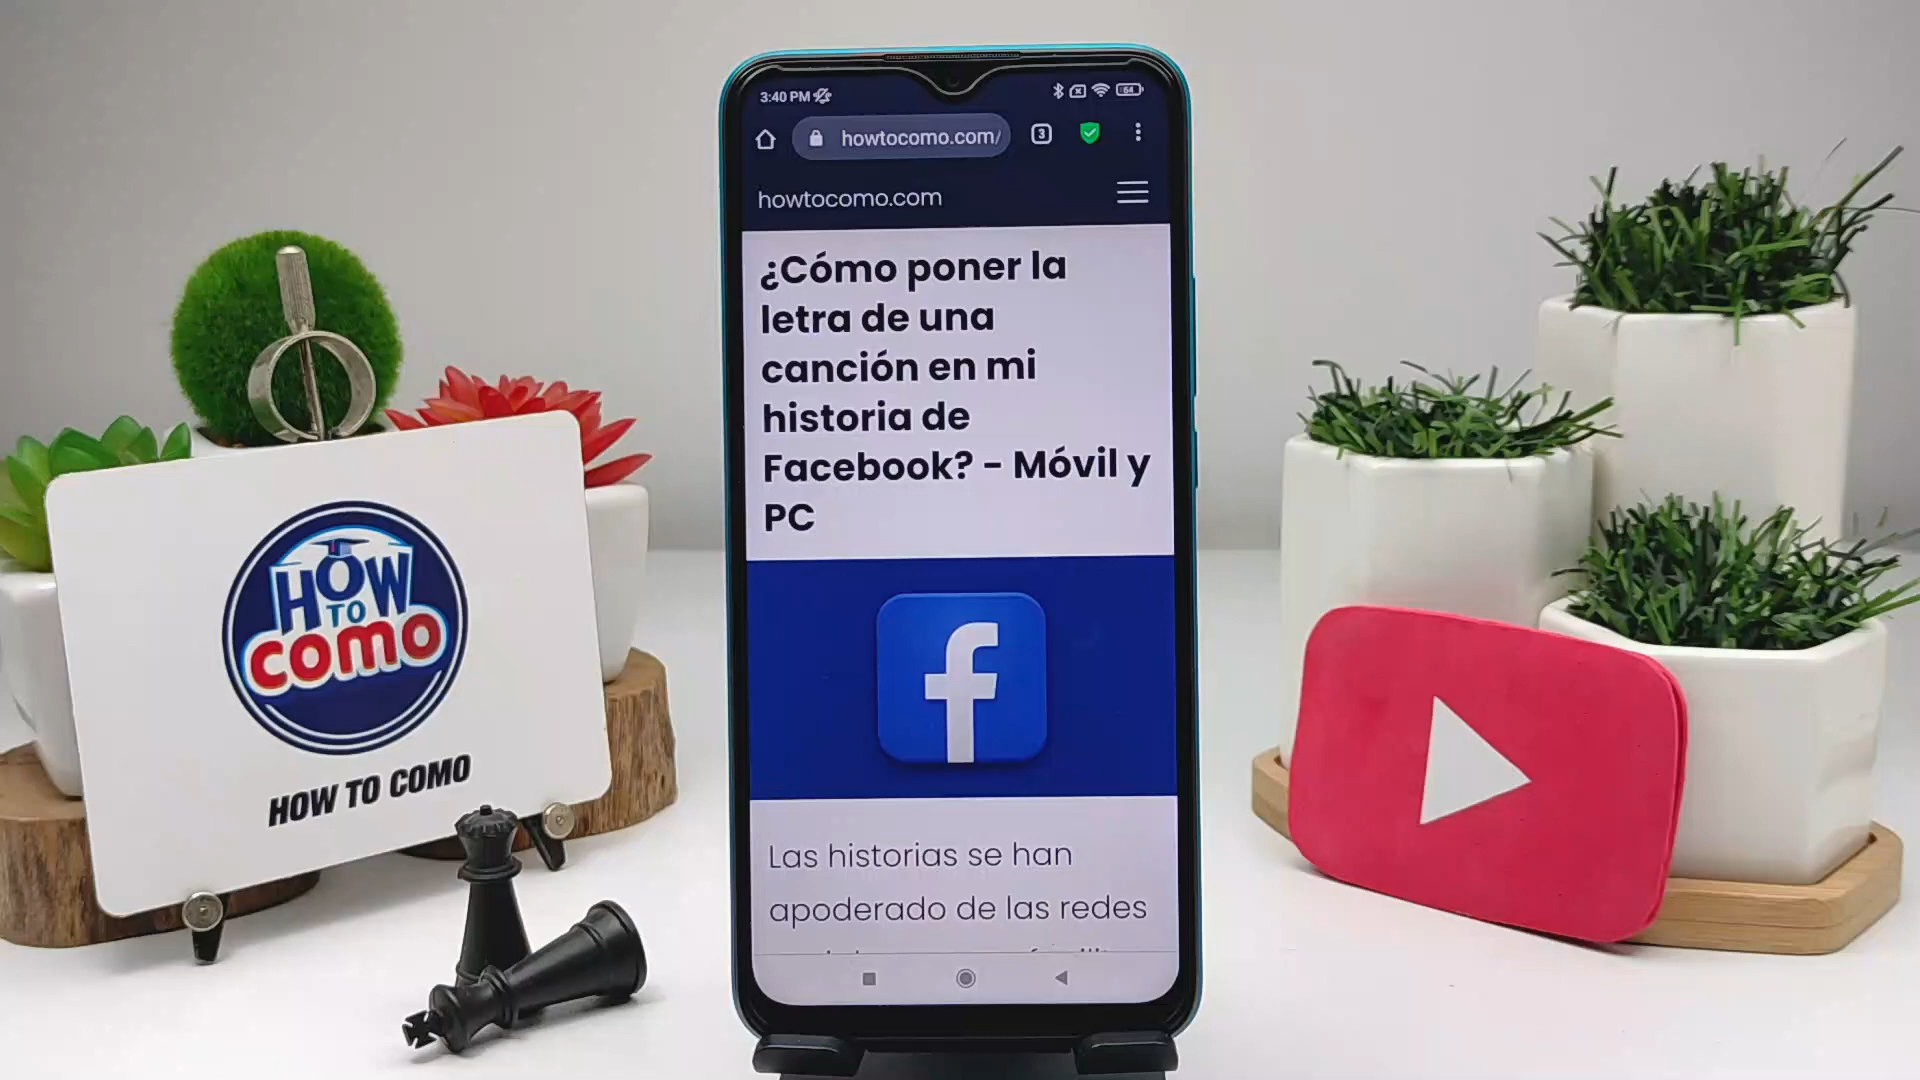 3:40 PM
64
howtocomo.com/
3
howtocomo.com
¿Cómo poner la
letra de una
canción en mi
historia de
Facebook? - Móvil y
PC
f
Las historias se han
apoderado de las redes
HOW
TO
como
HOW TO COMO